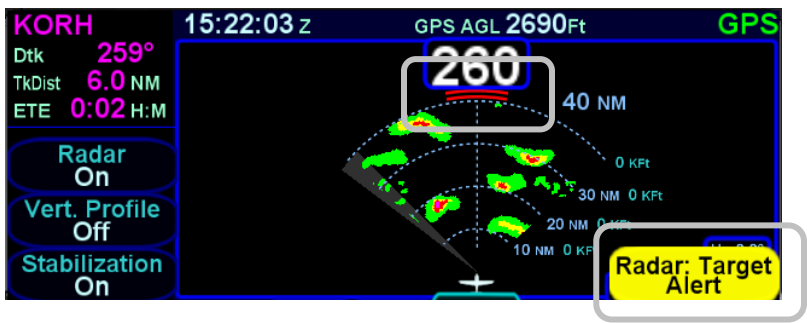 KORH 15:22:03 Z GPS AGL 2690Ft GPS
Dtk 259°
TkDist 6.0 NM
ETE 0:02 H:M
260
40 NM
Radar
On
0 KFt
30 NM 0 KFt
Vert. Profile
Off
20 NM 0
10 NM 0
Stabilization
On
Radar: Target
Alert